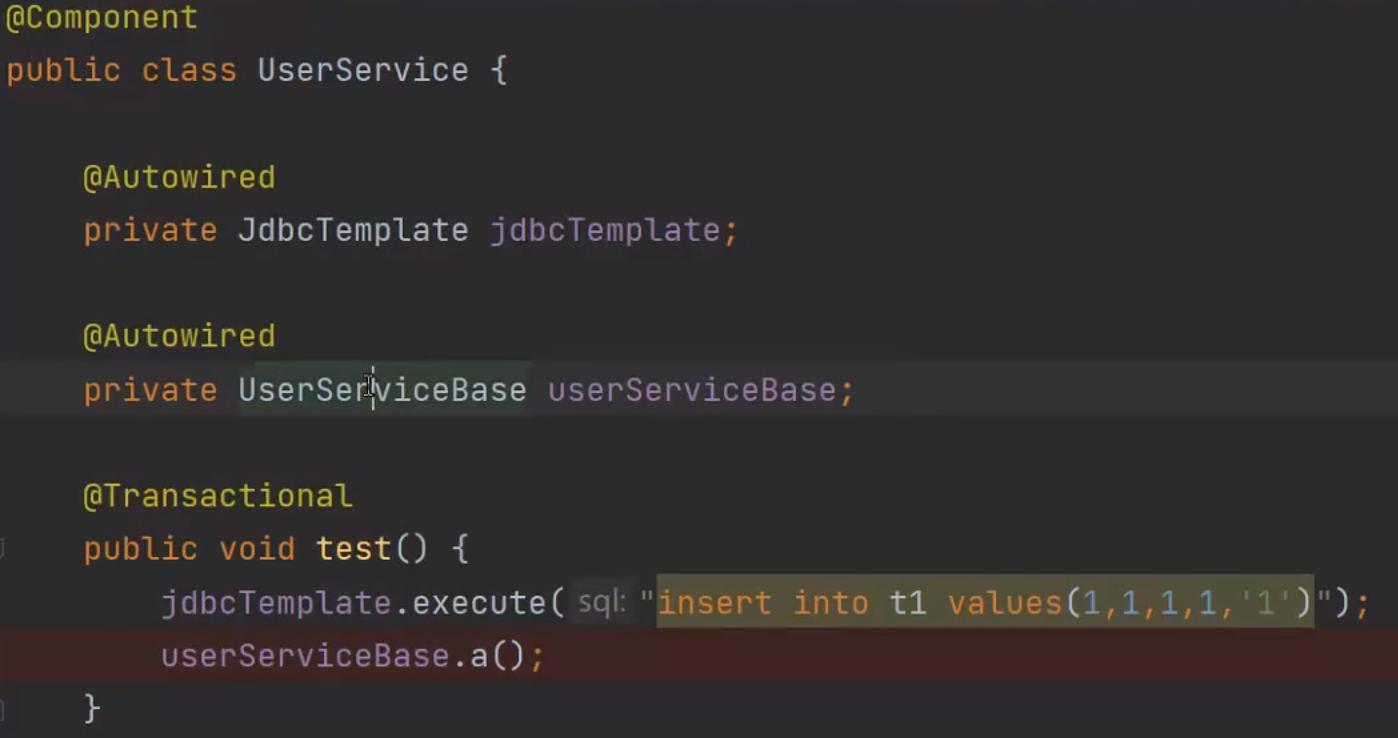 @Component
public class UserService {
@Autowired
private JdbcTemplate jdbcTemplate;
@Autowired
private UserServiceBase userServiceBase;
@Transactional
public void test() {
jdbcTemplate.execute( sql: "insert into t1 values(1,1,1,1,'1')");
userServiceBase.a();
}